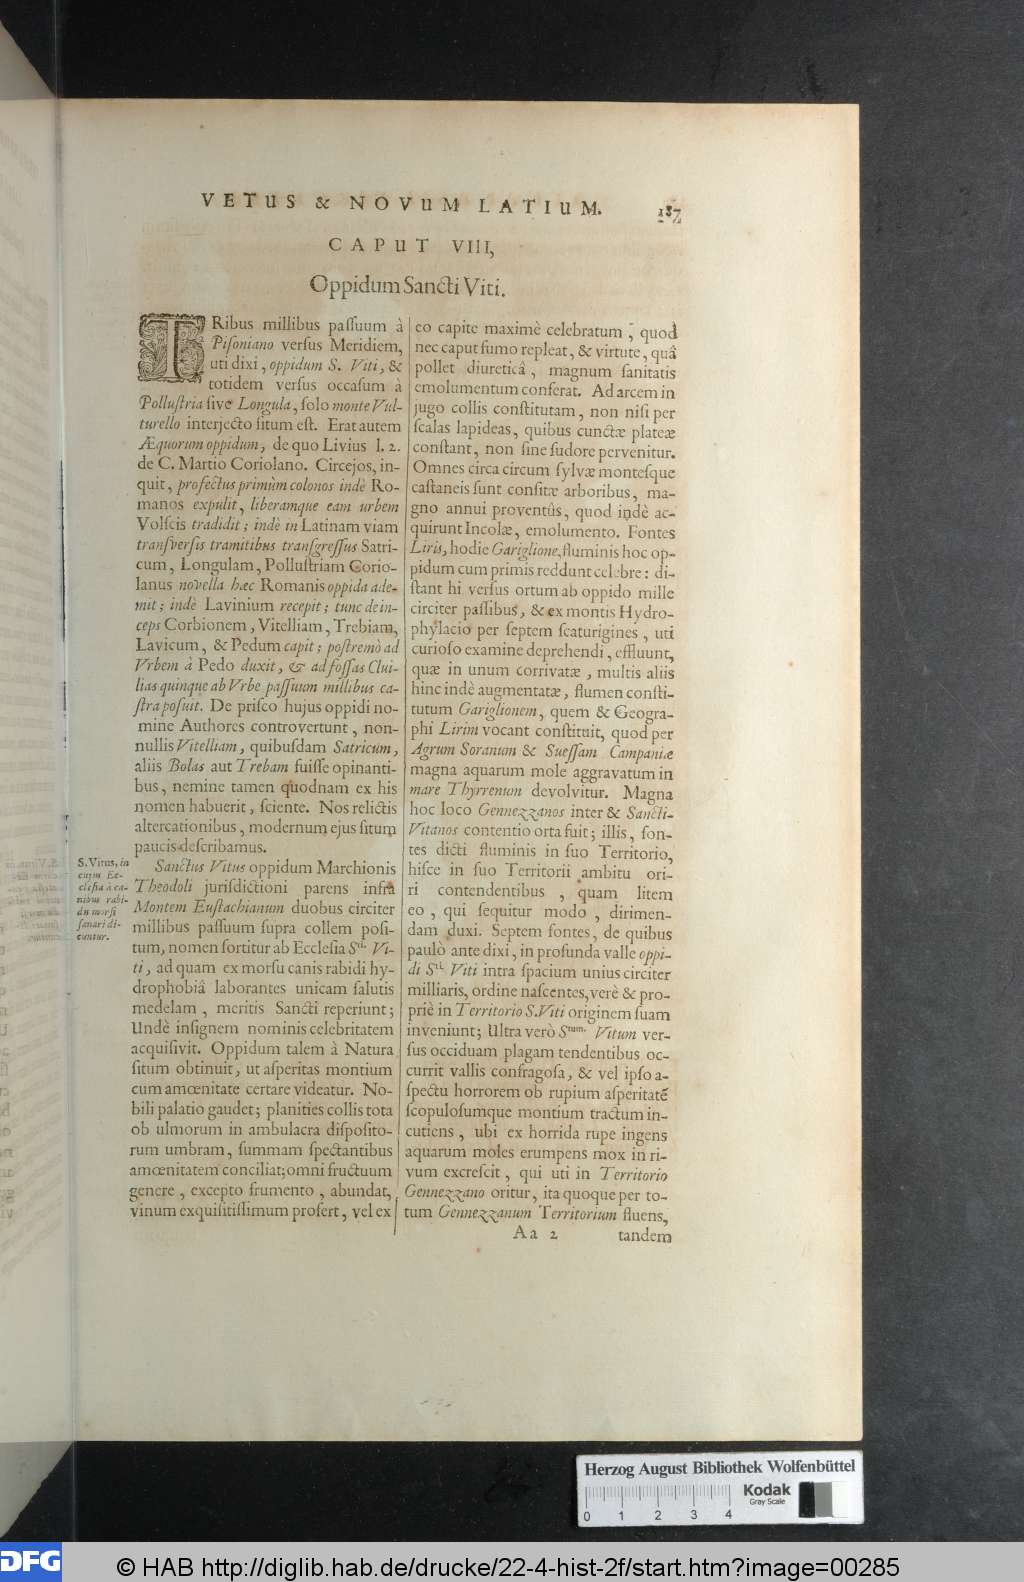 VETUS & NOVUM LATIUM.
187
CAPUT VIII,
Oppidum Sancti Viti.
TRibus millibus passuum à
Pisoniano versus Meridiem,
uti dixi, oppidum S. Viti, &
totidem versus occasum à
Pollustria sive Longula, solo monte Vul-
turello interjecto situm est. Erat autem
Æquorum oppidum, de quo Livius l. 2.
de C. Martio Coriolano. Circejos, in-
quit, profectus primùm colonos indè Ro-
manos expulit, liberamque eam urbem
Volscis tradidit; indè in Latinam viam
transversis tramitibus transgressus Satri-
cum, Longulam, Pollustriam Corio-
lanus novella hæc Romanis oppida ade-
mit; indè Lavinium recepit; tunc dein-
ceps Corbionem, Vitelliam, Trebiam,
Lavicum, & Pedum capit; postremò ad
Vrbem à Pedo duxit, & ad fossas Clui-
lias quinque ab Vrbe passuum millibus ca-
stra posuit. De prisco hujus oppidi no-
mine Authores controvertunt, non-
nullis Vitelliam, quibusdam Satricum,
aliis Bolas aut Trebam fuisse opinanti-
bus, nemine tamen quodnam ex his
nomen habuerit, sciente. Nos relictis
altercationibus, modernum ejus situm
paucis describamus.
S. Vitus, in
cujus Ec-
clesia à ca-
nibus rabi-
dis morsi
sanari di-
cuntur.
Sanctus Vitus oppidum Marchionis
Theodoli jurisdictioni parens infra
Montem Eustachianum duobus circiter
millibus passuum supra collem posi-
tum, nomen sortitur ab Ecclesia Sti. Vi-
ti, ad quam ex morsu canis rabidi hy-
drophobiâ laborantes unicam salutis
medelam, meritis Sancti reperiunt;
Undè insignem nominis celebritatem
acquisivit. Oppidum talem à Natura
situm obtinuit, ut asperitas montium
cum amœnitate certare videatur. No-
bili palatio gaudet; planities collis tota
ob ulmorum in ambulacra disposito-
rum umbram, summam spectantibus
amœnitatem conciliat; omni fructuum
genere, excepto frumento, abundat,
vinum exquisitissimum profert, vel ex
eo capite maximè celebratum, quod
nec caput fumo repleat, & virtute, quâ
pollet diureticâ, magnum sanitatis
emolumentum conferat. Ad arcem in
jugo collis constitutam, non nisi per
scalas lapideas, quibus cunctæ plateæ
constant, non sine sudore pervenitur.
Omnes circa circum sylvæ montesque
castaneis sunt consitæ arboribus, ma-
gno annui proventûs, quod indè ac-
quirunt Incolæ, emolumento. Fontes
Liris, hodie Gariglione, fluminis hoc op-
pidum cum primis reddunt celebre: di-
stant hi versus ortum ab oppido mille
circiter passibus, & ex montis Hydro-
phylacio per septem scaturigines, uti
curioso examine deprehendi, effluunt,
quæ in unum corrivatæ, multis aliis
hinc indè augmentatæ, flumen consti-
tutum Gariglionem, quem & Geogra-
phi Lirim vocant constituit, quod per
Agrum Soranum & Suessam Campaniæ
magna aquarum mole aggravatum in
mare Thyrrenum devolvitur. Magna
hoc loco Gennezzanos inter & Sancti-
Vitanos contentio orta fuit; illis, fon-
tes dicti fluminis in suo Territorio,
hisce in suo Territorii ambitu ori-
ri contendentibus, quam litem
eo, qui sequitur modo, dirimen-
dam duxi. Septem fontes, de quibus
paulò ante dixi, in profunda valle oppi-
di Sti. Viti intra spacium unius circiter
milliaris, ordine nascentes, verè & pro-
priè in Territorio S. Viti originem suam
inveniunt; Ultra verò Stum. Vitum ver-
sus occiduam plagam tendentibus oc-
currit vallis confragosa, & vel ipso a-
spectu horrorem ob rupium asperitatē
scopulosumque montium tractum in-
cutiens, ubi ex horrida rupe ingens
aquarum moles erumpens mox in ri-
vum excrescit, qui uti in Territorio
Gennezzano oritur, ita quoque per to-
tum Gennezzanum Territorium fluens,
Aa 2
tandem
Herzog August Bibliothek Wolfenbüttel
Kodak
Gray Scale
0 1 2 3 4
DFG
© HAB http://diglib.hab.de/drucke/22-4-hist-2f/start.htm?image=00285